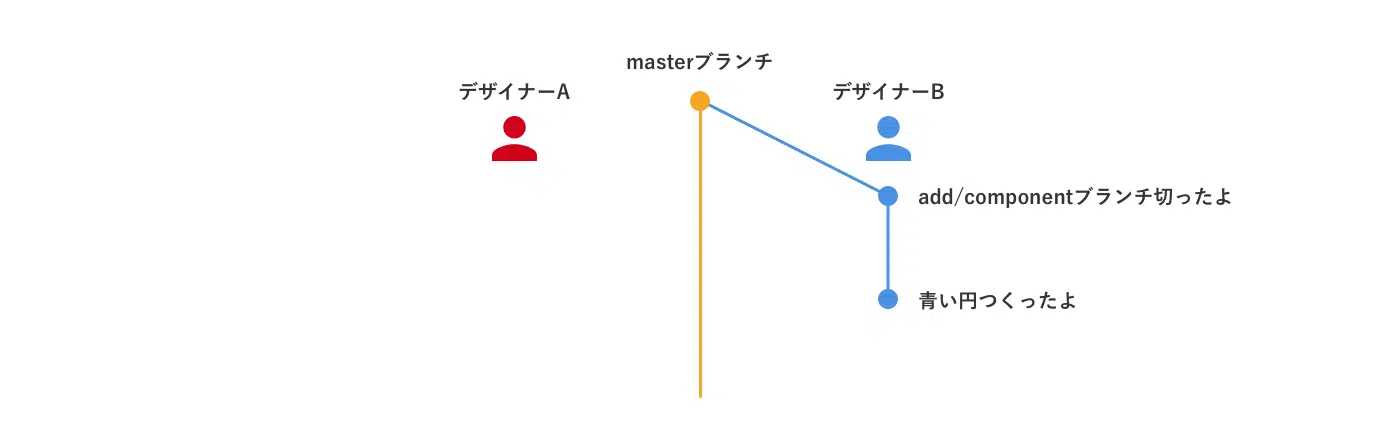 masterブランチ
デザイナーA
デザイナーB
add/componentブランチ切ったよ
青い円つくったよ